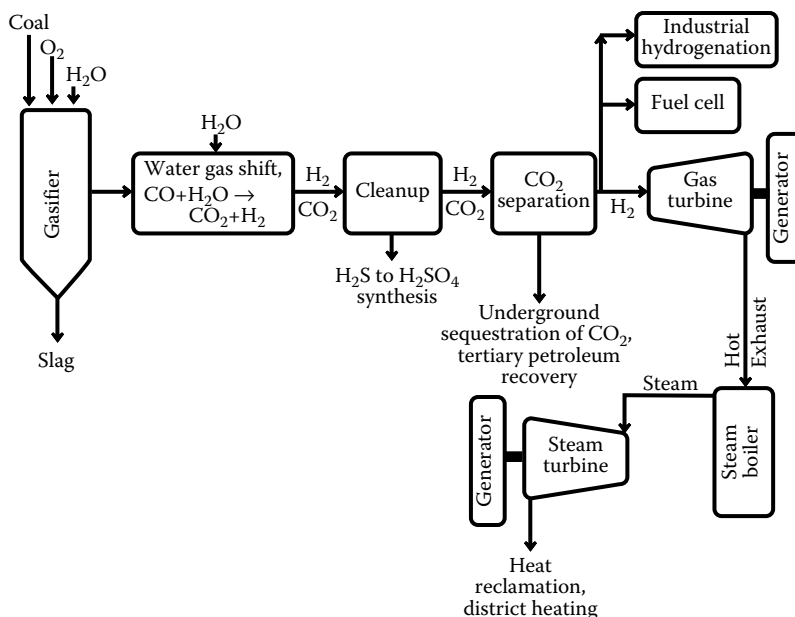 Coal
O₂
H₂O
Gasifier
Slag
H₂O
Water gas shift,
CO+H₂O →
CO₂+H₂
H₂
CO₂
Cleanup
H₂S to H₂SO₄
synthesis
H₂
CO₂
CO₂
separation
Underground
sequestration of CO₂,
tertiary petroleum
recovery
Industrial
hydrogenation
Fuel cell
H₂
Gas
turbine
Generator
Hot
Exhaust
Steam
boiler
Steam
Steam
turbine
Generator
Heat
reclamation,
district heating